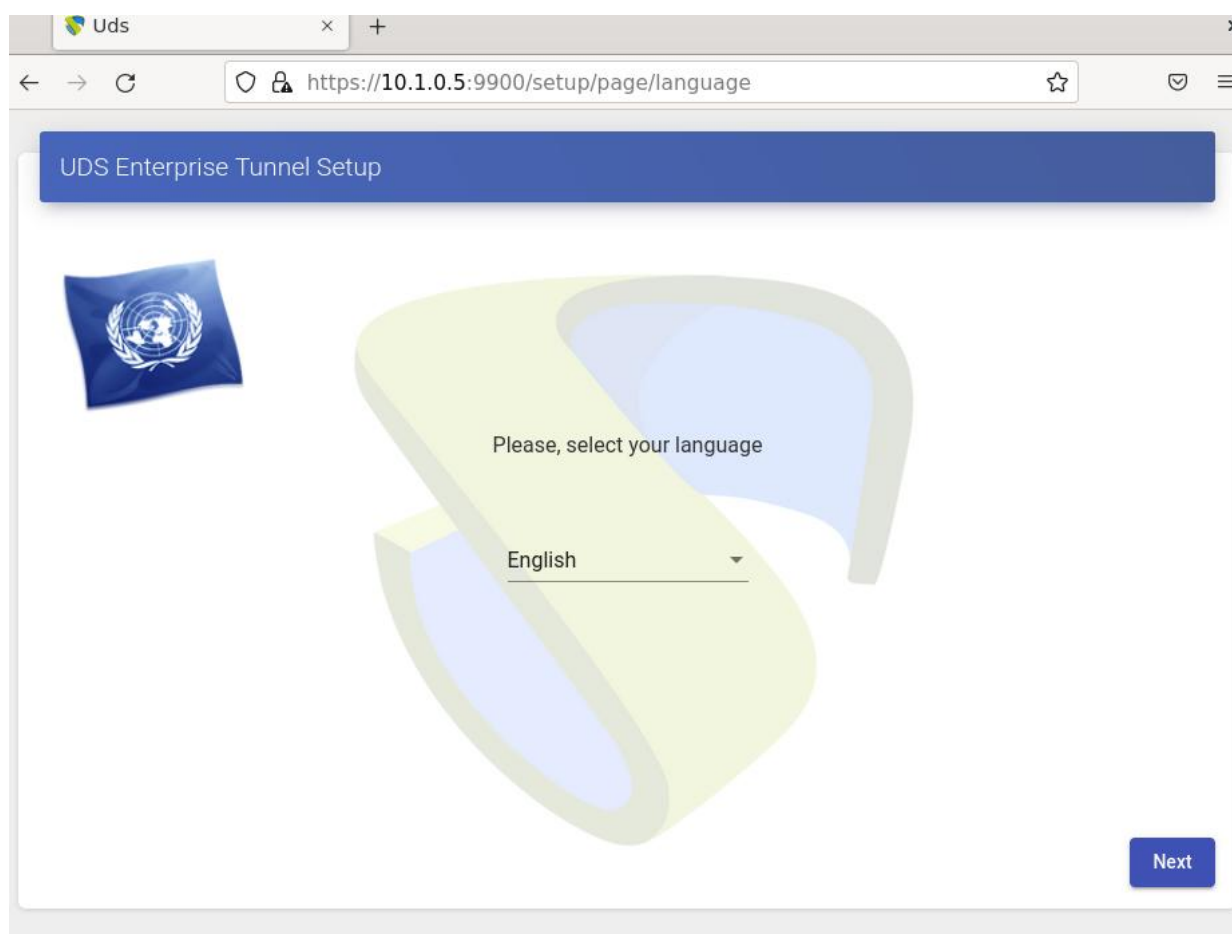 Uds
https://10.1.0.5:9900/setup/page/language
UDS Enterprise Tunnel Setup
Please, select your language
English
Next